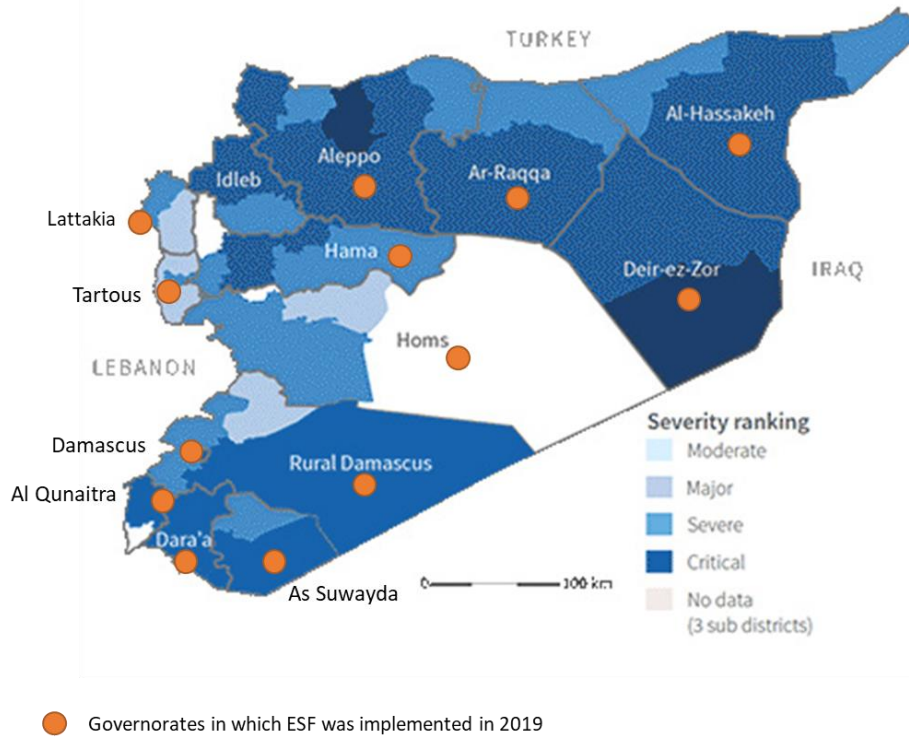 TURKEY
Al-Hassakeh
Aleppo
Ar-Raqqa
Idleb
Lattakia
Hama
Deir-ez-Zor
IRAQ
Tartous
Homs
LEBANON
Severity ranking
Moderate
Damascus
Rural Damascus
Major
Al Qunaitra
Severe
Dara'a
Critical
As Suwayda
0 100 km
No data
(3 sub districts)
Governorates in which ESF was implemented in 2019